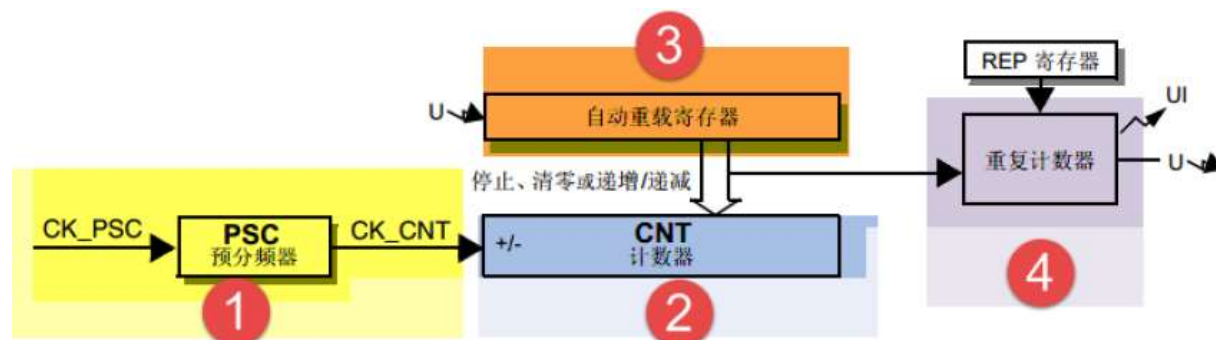 3
REP 寄存器
UI
U
自动重载寄存器
重复计数器
U
停止、清零或递增/递减
CK_PSC
PSC
预分频器
CK_CNT
+/-
CNT
计数器
4
1
2